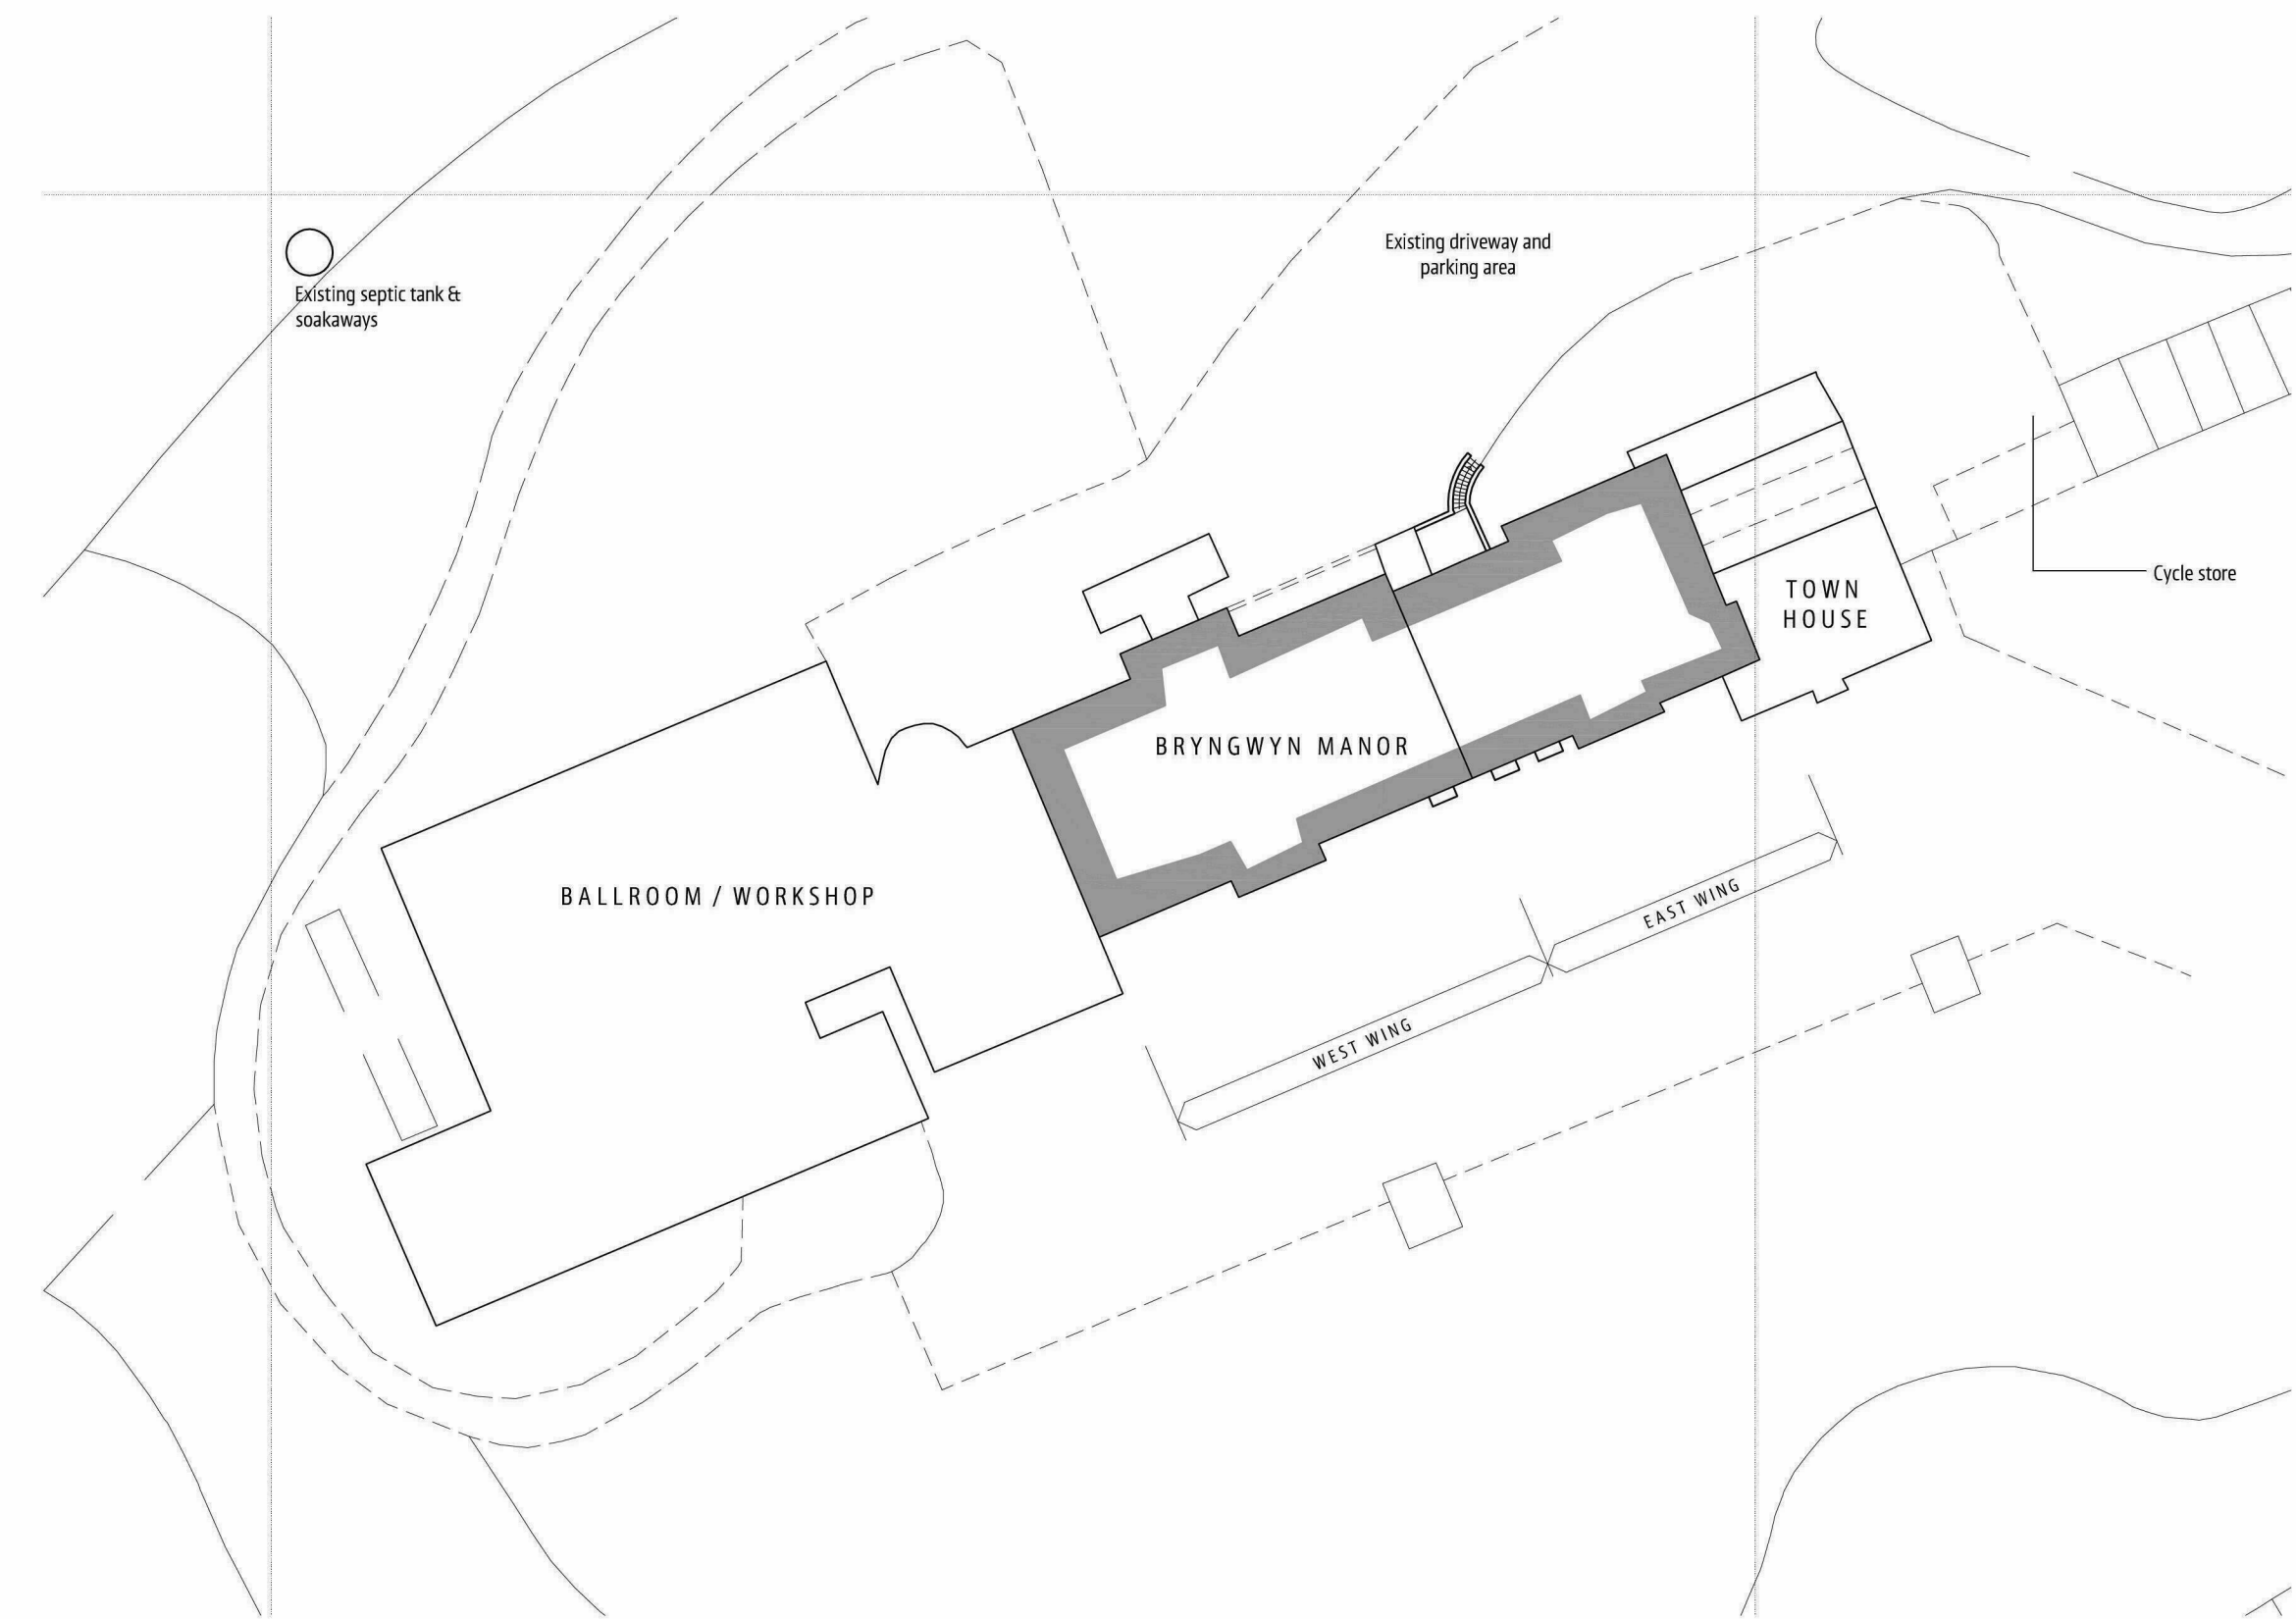 Existing driveway and
parking area
Existing septic tank &
soakaways
Cycle store
TOWN
HOUSE
BRYNGWYN MANOR
BALLROOM / WORKSHOP
EAST WING
WEST WING